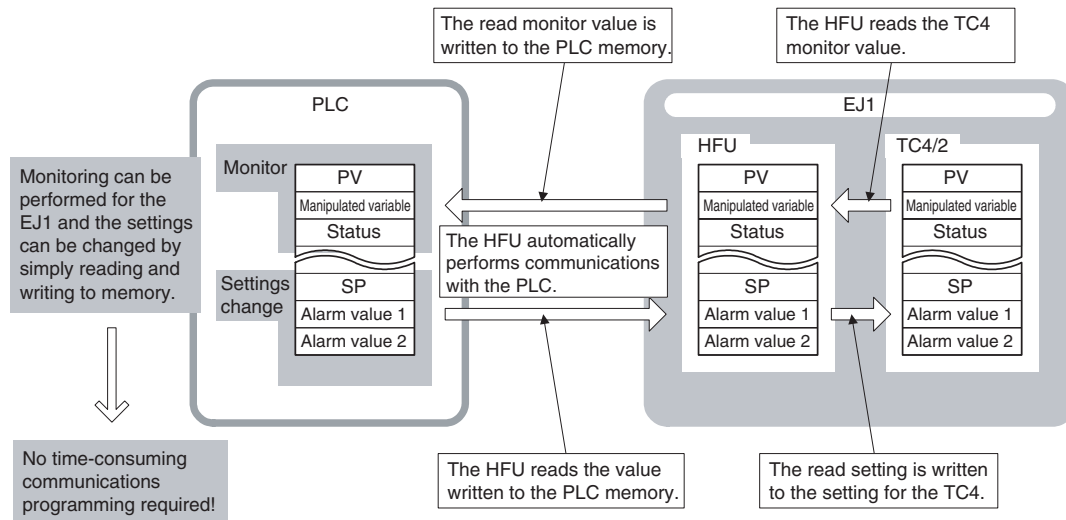 The read monitor value is
written to the PLC memory.
The HFU reads the TC4
monitor value.
PLC
EJ1
Monitoring can be
performed for the
EJ1 and the settings
can be changed by
simply reading and
writing to memory.
No time-consuming
communications
programming required!
Monitor
PV
Manipulated variable
Status
Settings
change
SP
Alarm value 1
Alarm value 2
The HFU automatically
performs communications
with the PLC.
HFU
PV
Manipulated variable
Status
SP
Alarm value 1
Alarm value 2
TC4/2
PV
Manipulated variable
Status
SP
Alarm value 1
Alarm value 2
The HFU reads the value
written to the PLC memory.
The read setting is written
to the setting for the TC4.